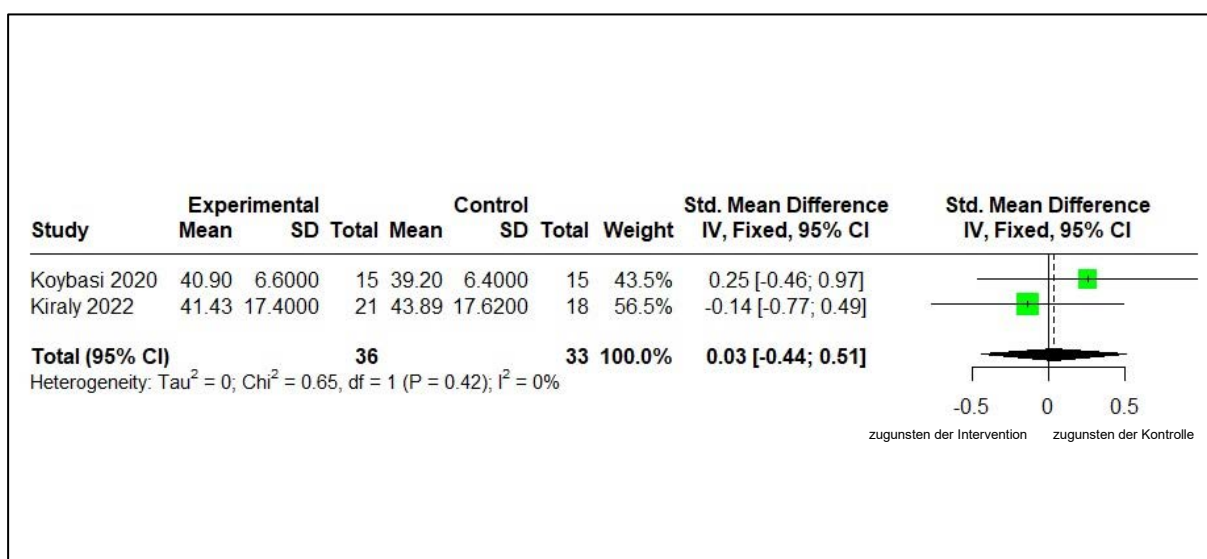 Experimental Control Std. Mean Difference Std. Mean Difference
Study Mean SD Total Mean SD Total Weight IV, Fixed, 95% CI IV, Fixed, 95% CI
Koybasi 2020 40.90 6.6000 15 39.20 6.4000 15 43.5% 0.25 [-0.46; 0.97]
Kiraly 2022 41.43 17.4000 21 43.89 17.6200 18 56.5% -0.14 [-0.77; 0.49]
Total (95% CI) 36 33 100.0% 0.03 [-0.44; 0.51]
Heterogeneity: Tau² = 0; Chi² = 0.65, df = 1 (P = 0.42); I² = 0%
-0.5 0 0.5
zugunsten der Intervention zugunsten der Kontrolle